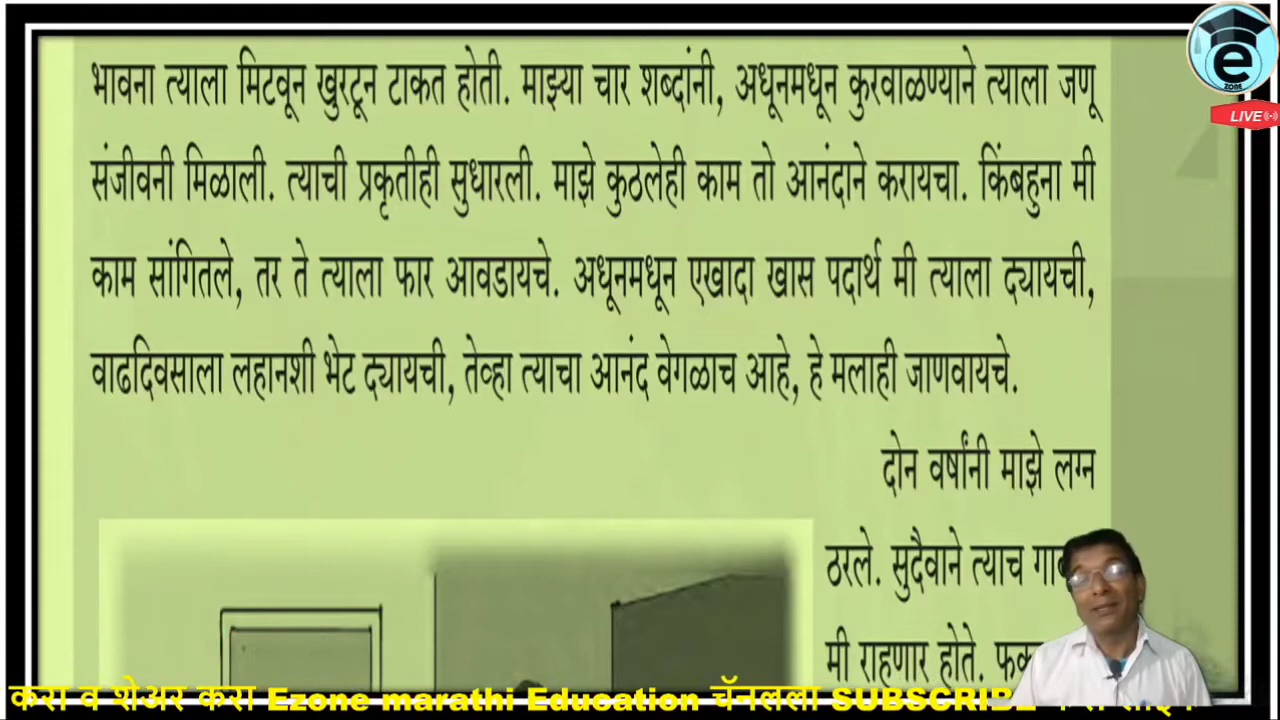 e
ZONE
LIVE
भावना त्याला मिटवून खुरटून टाकत होती. माझ्या चार शब्दांनी, अधूनमधून कुरवाळण्याने त्याला जणू
संजीवनी मिळाली. त्याची प्रकृतीही सुधारली. माझे कुठलेही काम तो आनंदाने करायचा. किंबहुना मी
काम सांगितले, तर ते त्याला फार आवडायचे. अधूनमधून एखादा खास पदार्थ मी त्याला द्यायची,
वाढदिवसाला लहानशी भेट द्यायची, तेव्हा त्याचा आनंद वेगळाच आहे, हे मलाही जाणवायचे.
दोन वर्षांनी माझे लग्न
ठरले. सुदैवाने त्याच
मी राहणार होते.
करा व शेअर करा Ezone marathi Education चॅनलला SUBSCRIBE